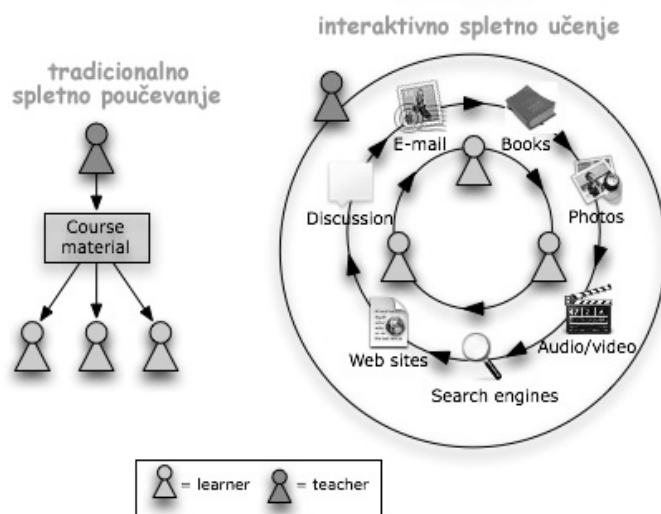 tradicionalno
spletno poučevanje
Course
material
interaktivno spletno učenje
E-mail
Books
Photos
Audio/video
Search engines
Web sites
Discussion
= learner
= teacher